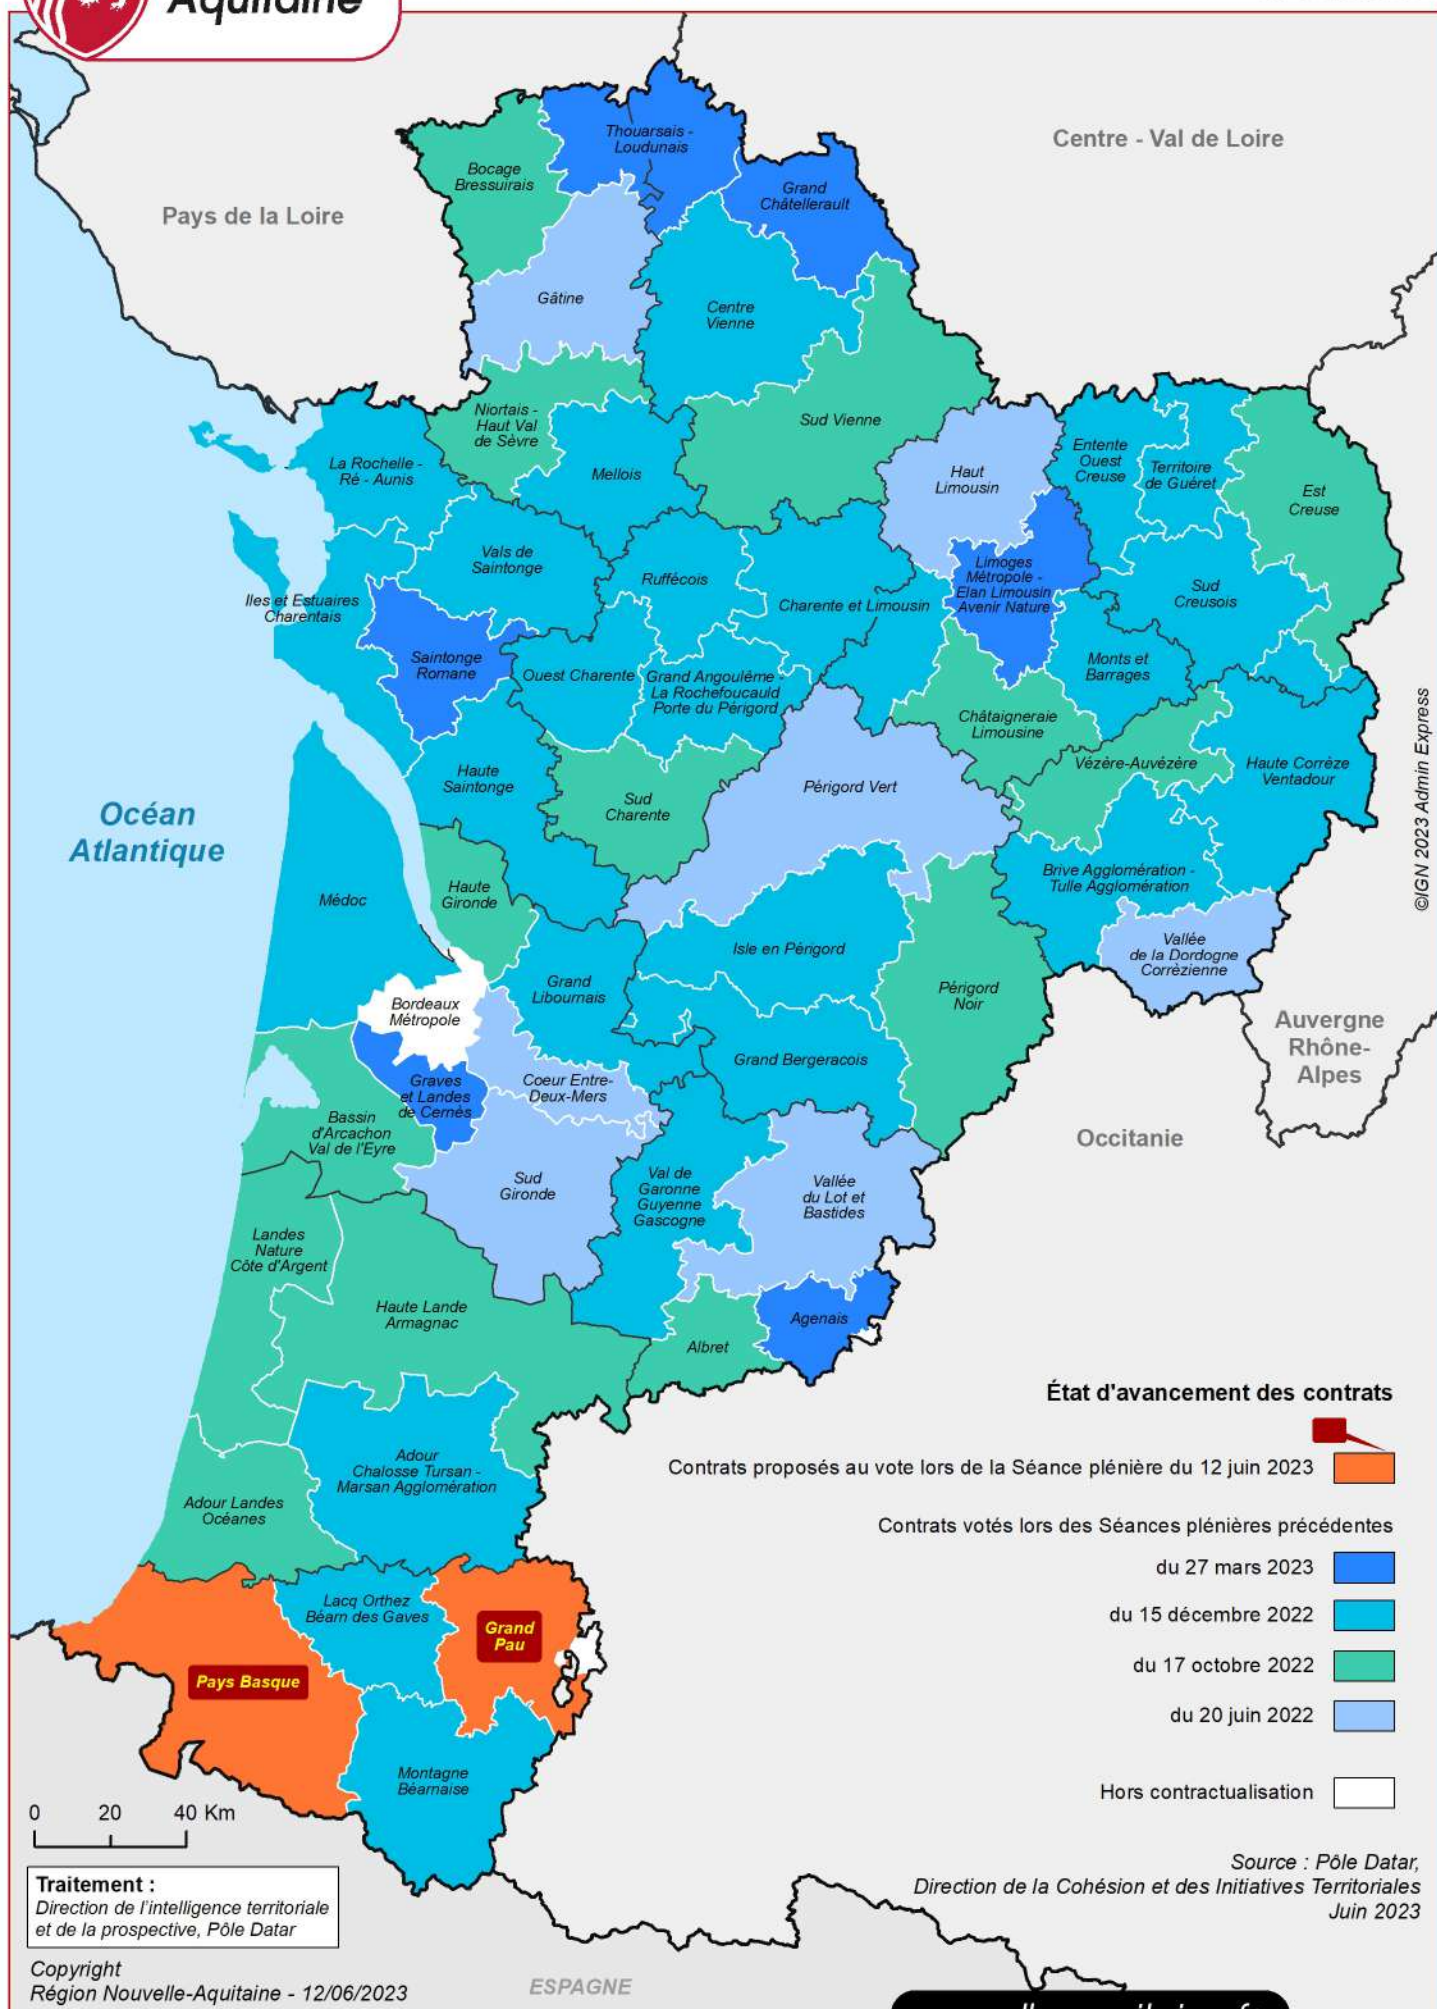 Aquitaine
Centre - Val de Loire
Pays de la Loire
Thouarsais -
Loudunais
Bocage
Bressuirais
Grand
Châtellerault
Gâtine
Centre
Vienne
Niortais -
Haut Val
de Sèvre
Sud Vienne
La Rochelle -
Ré - Aunis
Mellois
Haut
Limousin
Entente
Ouest
Creuse
Territoire
de Guéret
Est
Creuse
Vals de
Saintonge
Ruffécois
Limoges
Métropole -
Elan Limousin
Avenir Nature
Sud
Creusois
Iles et Estuaires
Charentais
Charente et Limousin
Saintonge
Romane
Ouest Charente
Grand Angoulême -
La Rochefoucauld
Porte du Périgord
Monts et
Barrages
Châtaigneraie
Limousine
Haute
Saintonge
Sud
Charente
Périgord Vert
Vézère-Auvézère
Haute Corrèze
Ventadour
©IGN 2023 Admin Express
Océan
Atlantique
Médoc
Haute
Gironde
Brive Agglomération -
Tulle Agglomération
Isle en Périgord
Vallée
de la Dordogne
Corrèzienne
Bordeaux
Métropole
Grand
Libournais
Périgord
Noir
Auvergne
Rhône-
Alpes
Grand Bergeracois
Graves
et Landes
de Cernès
Coeur Entre-
Deux-Mers
Bassin
d'Arcachon
Val de l'Eyre
Occitanie
Sud
Gironde
Val de
Garonne
Guyenne
Gascogne
Vallée
du Lot et
Bastides
Landes
Nature
Côte d'Argent
Haute Lande
Armagnac
Agenais
Albret
État d'avancement des contrats
Contrats proposés au vote lors de la Séance plénière du 12 juin 2023
Adour
Chalosse Tursan -
Marsan Agglomération
Adour Landes
Océanes
Contrats votés lors des Séances plénières précédentes
du 27 mars 2023
du 15 décembre 2022
du 17 octobre 2022
du 20 juin 2022
Hors contractualisation
Lacq Orthez
Béarn des Gaves
Grand
Pau
Pays Basque
Montagne
Béarnaise
0 20 40 Km
Traitement :
Direction de l'intelligence territoriale
et de la prospective, Pôle Datar
Source : Pôle Datar,
Direction de la Cohésion et des Initiatives Territoriales
Juin 2023
Copyright
Région Nouvelle-Aquitaine - 12/06/2023
ESPAGNE